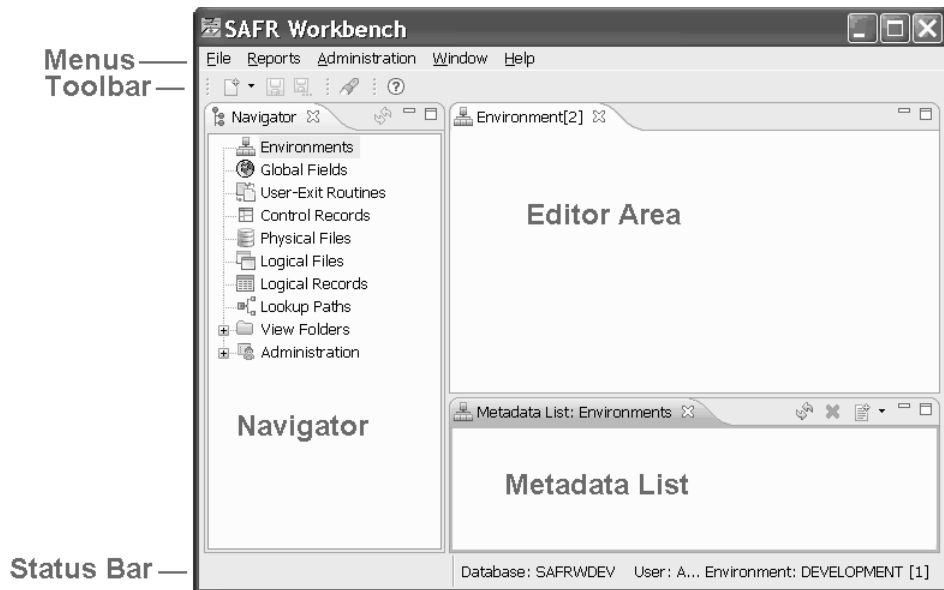 SAFR Workbench
Menus
File Reports Administration Window Help
Toolbar
Navigator
Environments
Global Fields
User-Exit Routines
Control Records
Physical Files
Logical Files
Logical Records
Lookup Paths
View Folders
Administration
Navigator
Environment[2]
Editor Area
Metadata List: Environments
Metadata List
Status Bar
Database: SAFRWDEV User: A... Environment: DEVELOPMENT [1]